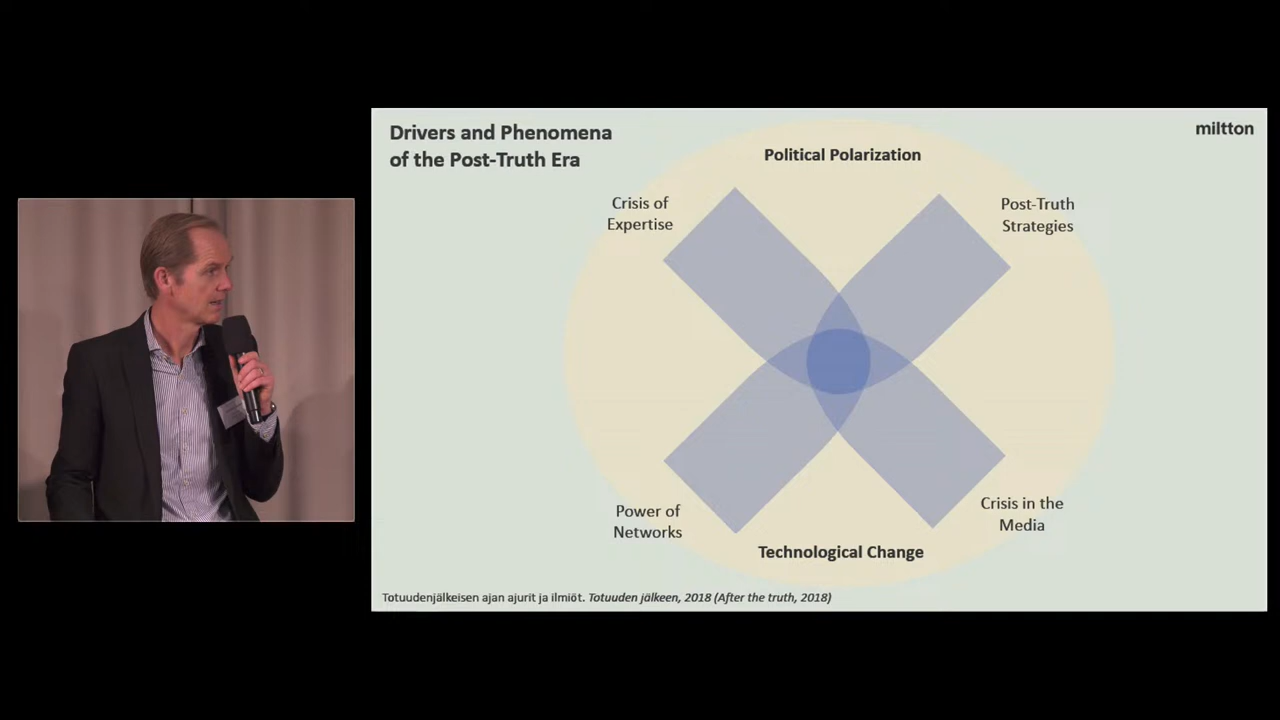 Drivers and Phenomena
of the Post-Truth Era
miltton
Political Polarization
Crisis of
Expertise
Post-Truth
Strategies
Power of
Networks
Crisis in the
Media
Technological Change
Totuudenjälkeisen ajan ajurit ja ilmiöt. Totuuden jälkeen, 2018 (After the truth, 2018)